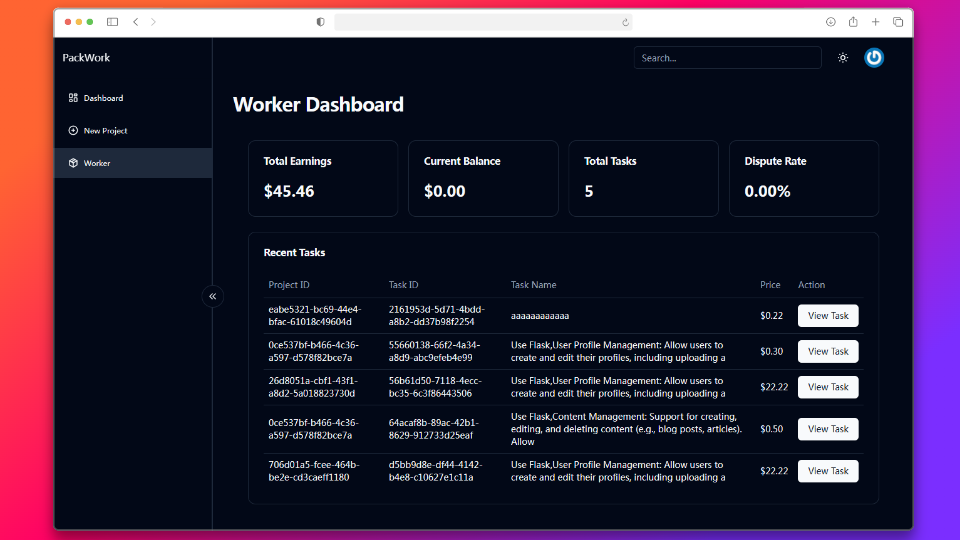 PackWork
Search...
Dashboard
New Project
Worker
Worker Dashboard
Total Earnings
$45.46
Current Balance
$0.00
Total Tasks
5
Dispute Rate
0.00%
Recent Tasks
Project ID Task ID Task Name Price Action
eabe5321-bc69-44e4-
bfac-61018c49604d
2161953d-5d71-4bdd-
a8b2-dd37b98f2254
aaaaaaaaaaaa
$0.22
View Task
0ce537bf-b466-4c36-
a597-d578f82bce7a
55660138-66f2-4a34-
a8d9-abc9efeb4e99
Use Flask,User Profile Management: Allow users to
create and edit their profiles, including uploading a
$0.30
View Task
26d8051a-cbf1-43f1-
a8d2-5a018823730d
56b61d50-7118-4ecc-
bc35-6c3f86443506
Use Flask,User Profile Management: Allow users to
create and edit their profiles, including uploading a
$22.22
View Task
0ce537bf-b466-4c36-
a597-d578f82bce7a
64acaf8b-89ac-42b1-
8629-912733d25eaf
Use Flask,Content Management: Support for creating,
editing, and deleting content (e.g., blog posts, articles).
Allow
$0.50
View Task
706d01a5-fcee-464b-
be2e-cd3caeff1180
d5bb9d8e-df44-4142-
b4e8-c10627e1c11a
Use Flask,User Profile Management: Allow users to
create and edit their profiles, including uploading a
$22.22
View Task